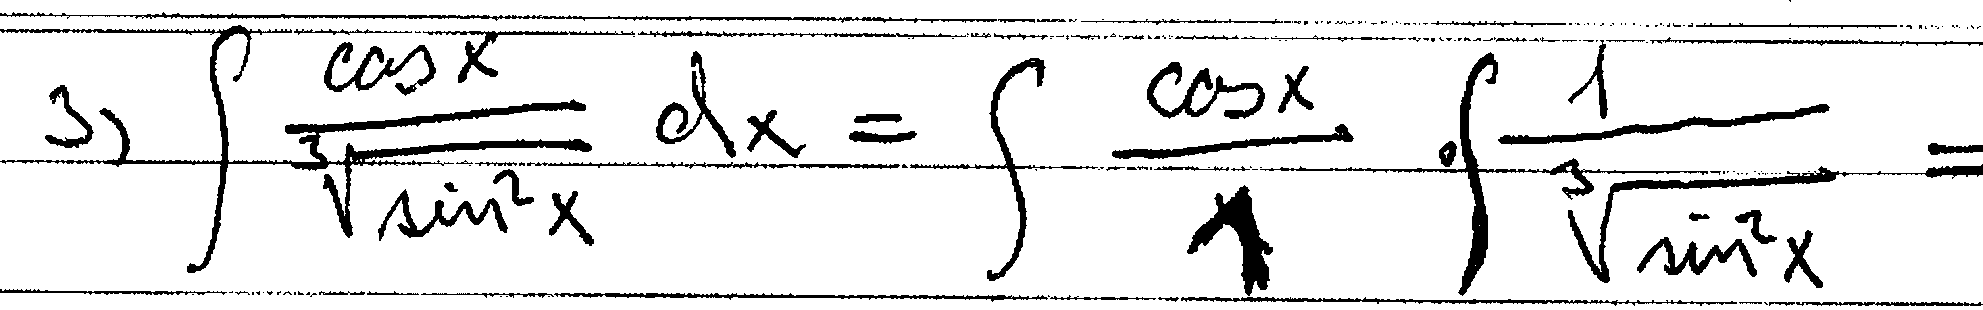 3) ∫ cos x / ∛(sin²x) dx = ∫ cos x / 1 · ∫ 1 / ∛(sin²x) =